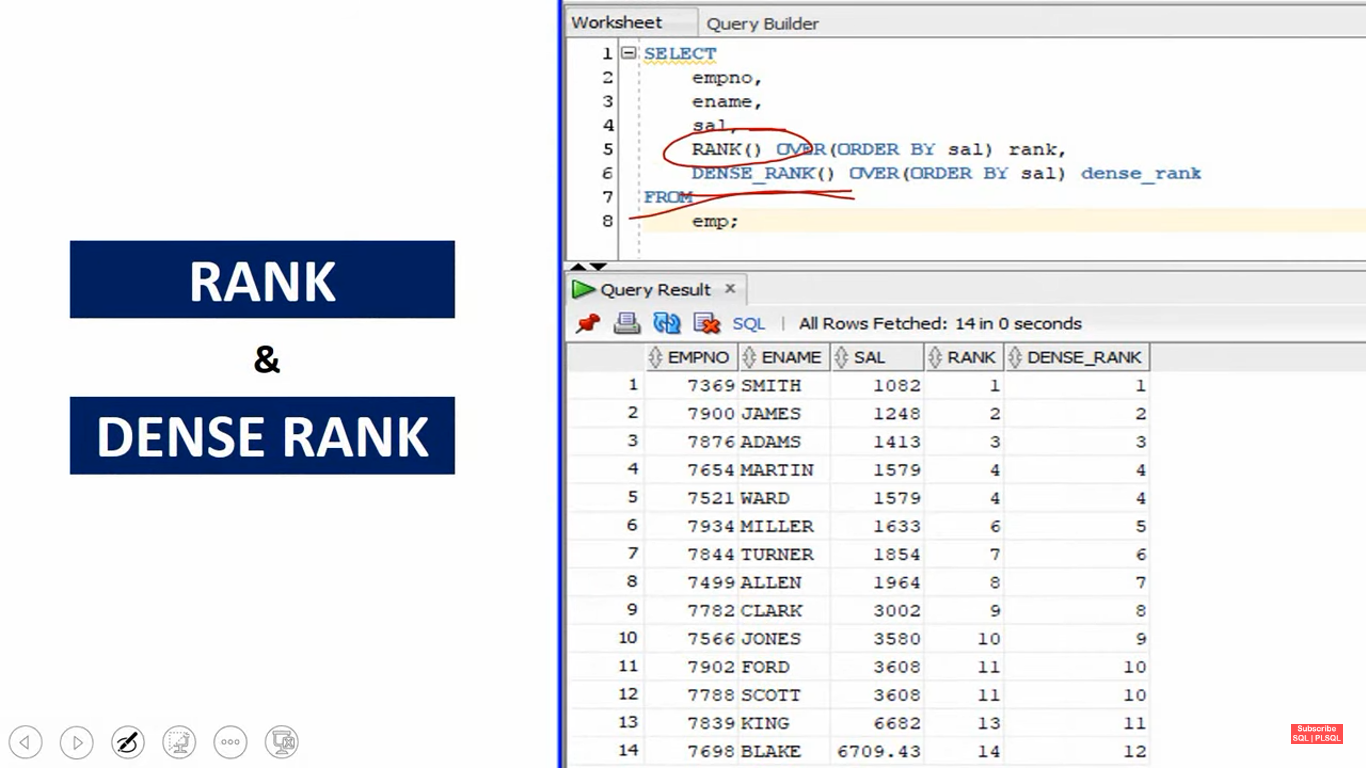 RANK
&
DENSE RANK
Worksheet Query Builder
1 SELECT
2 empno,
3 ename,
4 sal,
5 RANK() OVER(ORDER BY sal) rank,
6 DENSE_RANK() OVER(ORDER BY sal) dense_rank
7 FROM
8 emp;
Query Result x
SQL | All Rows Fetched: 14 in 0 seconds
EMPNO ENAME SAL RANK DENSE_RANK
1 7369 SMITH 1082 1 1
2 7900 JAMES 1248 2 2
3 7876 ADAMS 1413 3 3
4 7654 MARTIN 1579 4 4
5 7521 WARD 1579 4 4
6 7934 MILLER 1633 6 5
7 7844 TURNER 1854 7 6
8 7499 ALLEN 1964 8 7
9 7782 CLARK 3002 9 8
10 7566 JONES 3580 10 9
11 7902 FORD 3608 11 10
12 7788 SCOTT 3608 11 10
13 7839 KING 6682 13 11
14 7698 BLAKE 6709.43 14 12
Subscribe
SQL | PLSQL